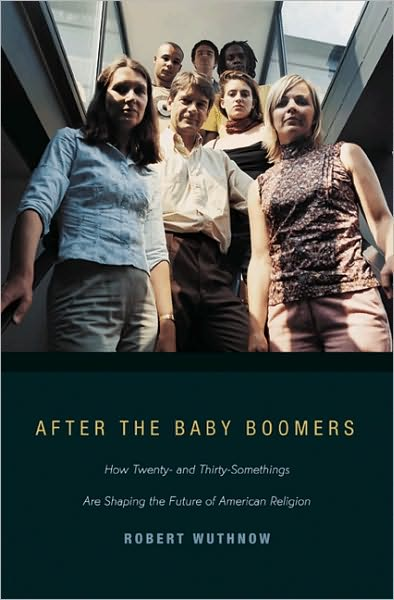 AFTER THE BABY BOOMERS
How Twenty- and Thirty-Somethings
Are Shaping the Future of American Religion
ROBERT WUTHNOW